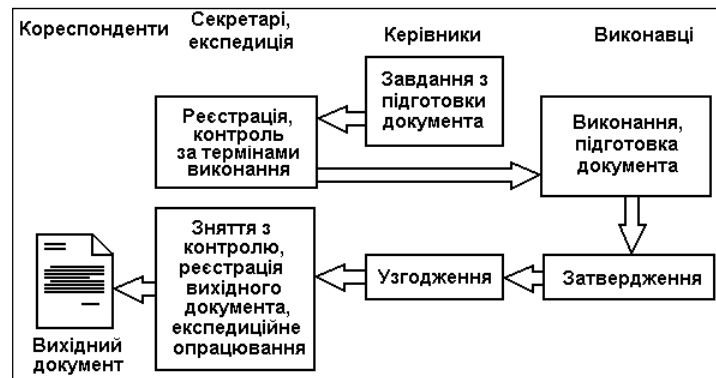 Кореспонденти
Секретарі,
експедиція
Керівники
Виконавці
Завдання з
підготовки
документа
Реєстрація,
контроль
за термінами
виконання
Виконання,
підготовка
документа
Зняття з
контролю,
реєстрація
вихідного
документа,
експедиційне
опрацювання
Узгодження
Затвердження
Вихідний
документ